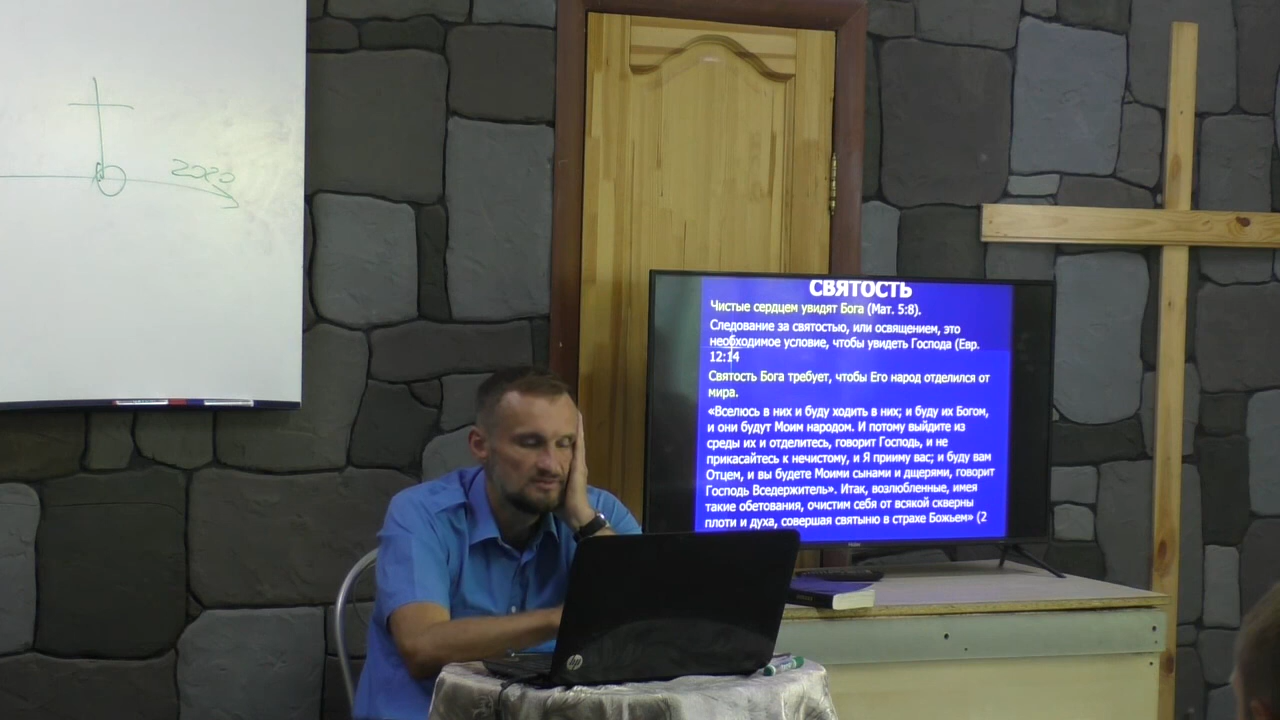 2020
СВЯТОСТЬ
Чистые сердцем увидят Бога (Мат. 5:8).
Следование за святостью, или освящением, это
необходимое условие, чтобы увидеть Господа (Евр.
12:14
Святость Бога требует, чтобы Его народ отделился от
мира.
«Вселюсь в них и буду ходить в них; и буду их Богом,
и они будут Моим народом. И потому выйдите из
среды их и отделитесь, говорит Господь, и не
прикасайтесь к нечистому, и Я прииму вас; и буду вам
Отцем, и вы будете Моими сынами и дщерями, говорит
Господь Вседержитель». Итак, возлюбленные, имея
такие обетования, очистим себя от всякой скверны
плоти и духа, совершая святыню в страхе Божьем» (2
Haier
hp